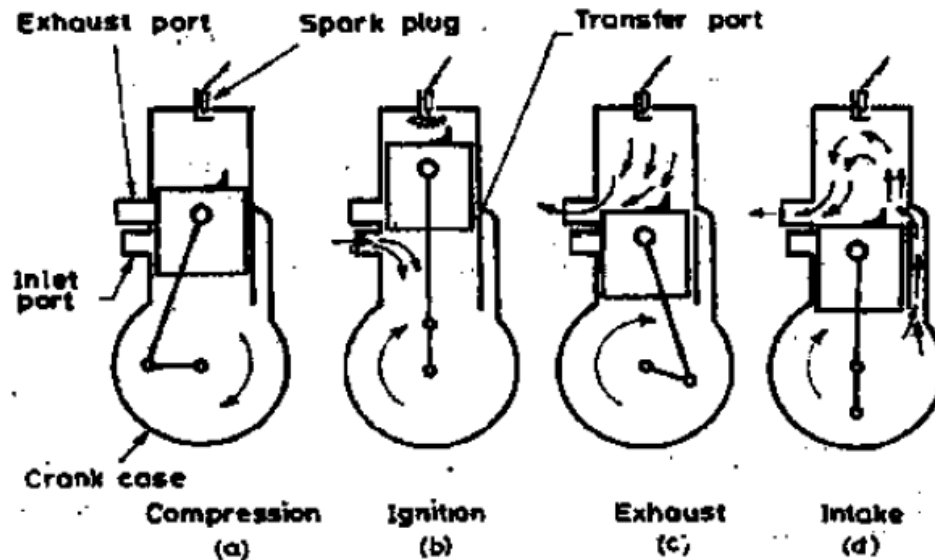 Exhaust port
Spark plug
Transfer port
Inlet
port
Crank case
Compression
(a)
Ignition
(b)
Exhaust
(c)
Intake
(d)